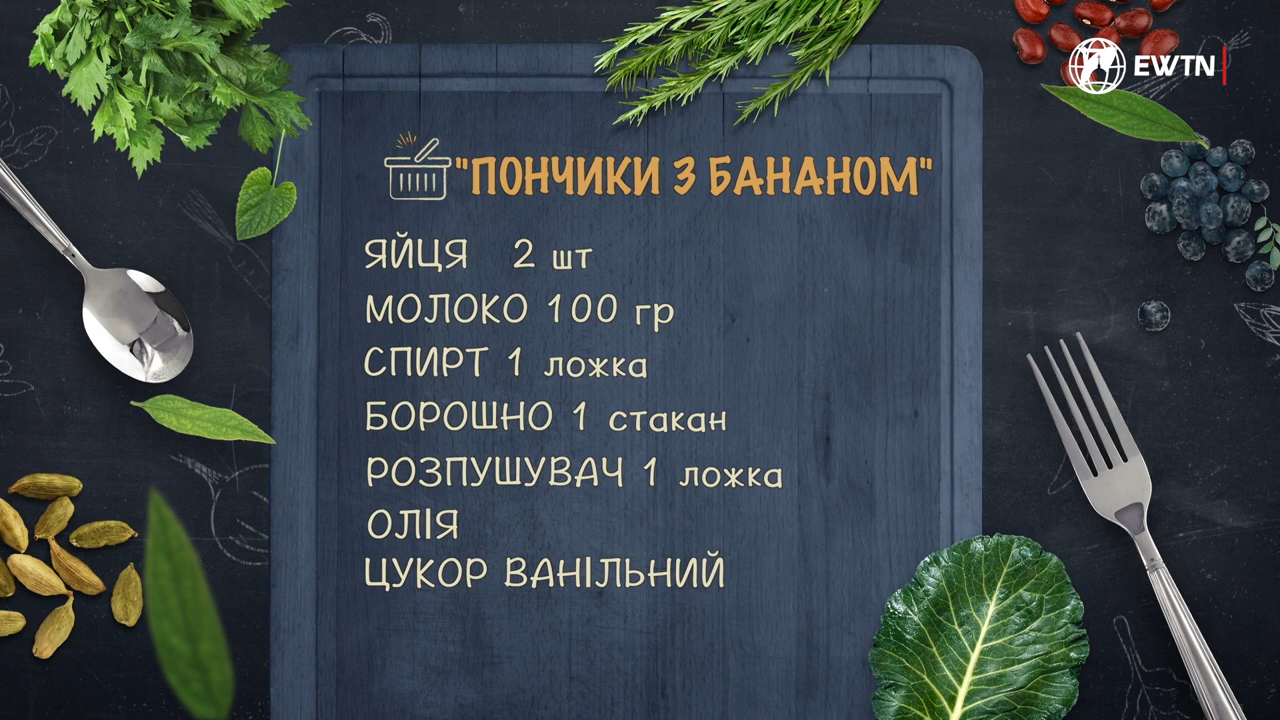 EWTN
"ПОНЧИКИ З БАНАНОМ"
ЯЙЦЯ 2 шт
МОЛОКО 100 гр
СПИРТ 1 ложка
БОРОШНО 1 стакан
РОЗПУШУВАЧ 1 ложка
ОЛІЯ
ЦУКОР ВАНІЛЬНИЙ